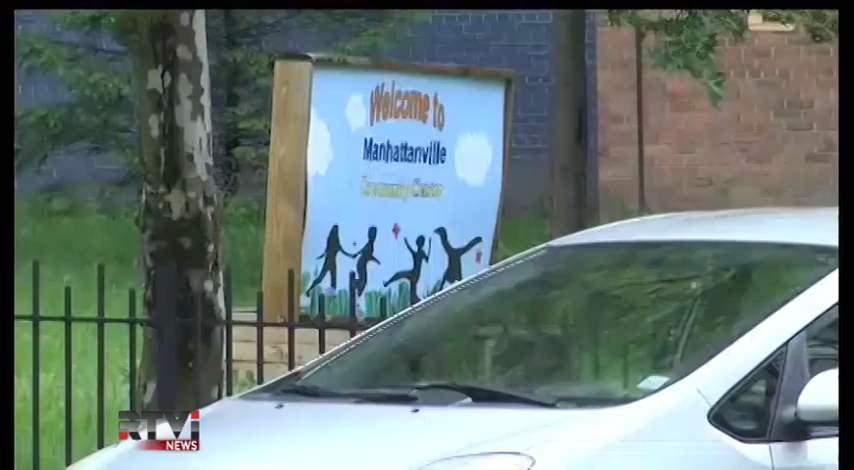 Welcome to
Manhattanville
Community Center
RTVi
NEWS